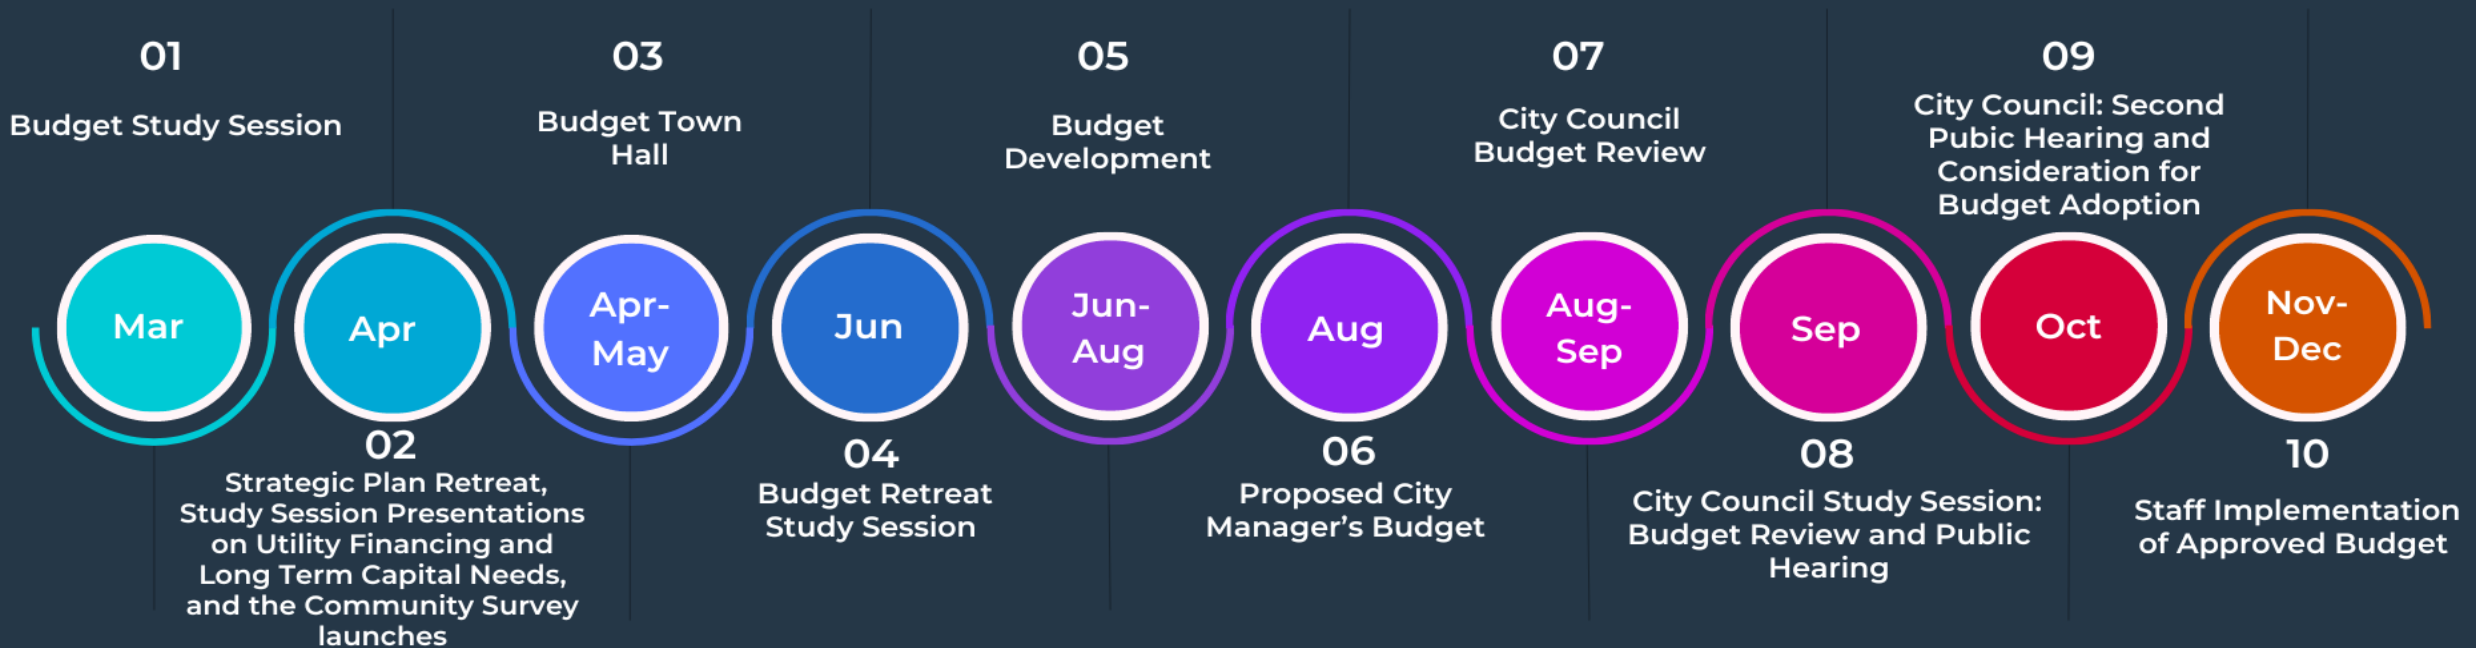 01
Budget Study Session
Mar
Apr
02
Strategic Plan Retreat,
Study Session Presentations
on Utility Financing and
Long Term Capital Needs,
and the Community Survey
launches
03
Budget Town
Hall
Apr-
May
Jun
04
Budget Retreat
Study Session
05
Budget
Development
Jun-
Aug
Aug
06
Proposed City
Manager’s Budget
07
City Council
Budget Review
Aug-
Sep
Sep
08
City Council Study Session:
Budget Review and Public
Hearing
09
City Council: Second
Pubic Hearing and
Consideration for
Budget Adoption
Oct
Nov-
Dec
10
Staff Implementation
of Approved Budget